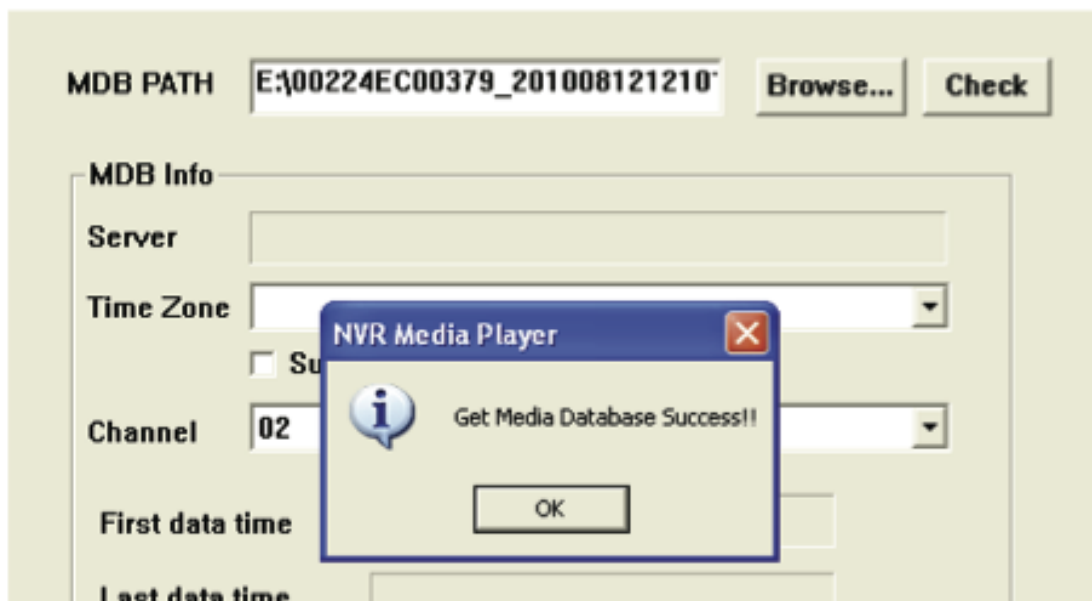 MDB PATH E:\00224EC00379_201008121210 Browse... Check
MDB Info
Server
Time Zone
NVR Media Player
Su
Get Media Database Success!!
Channel 02
OK
First data time
Last data time